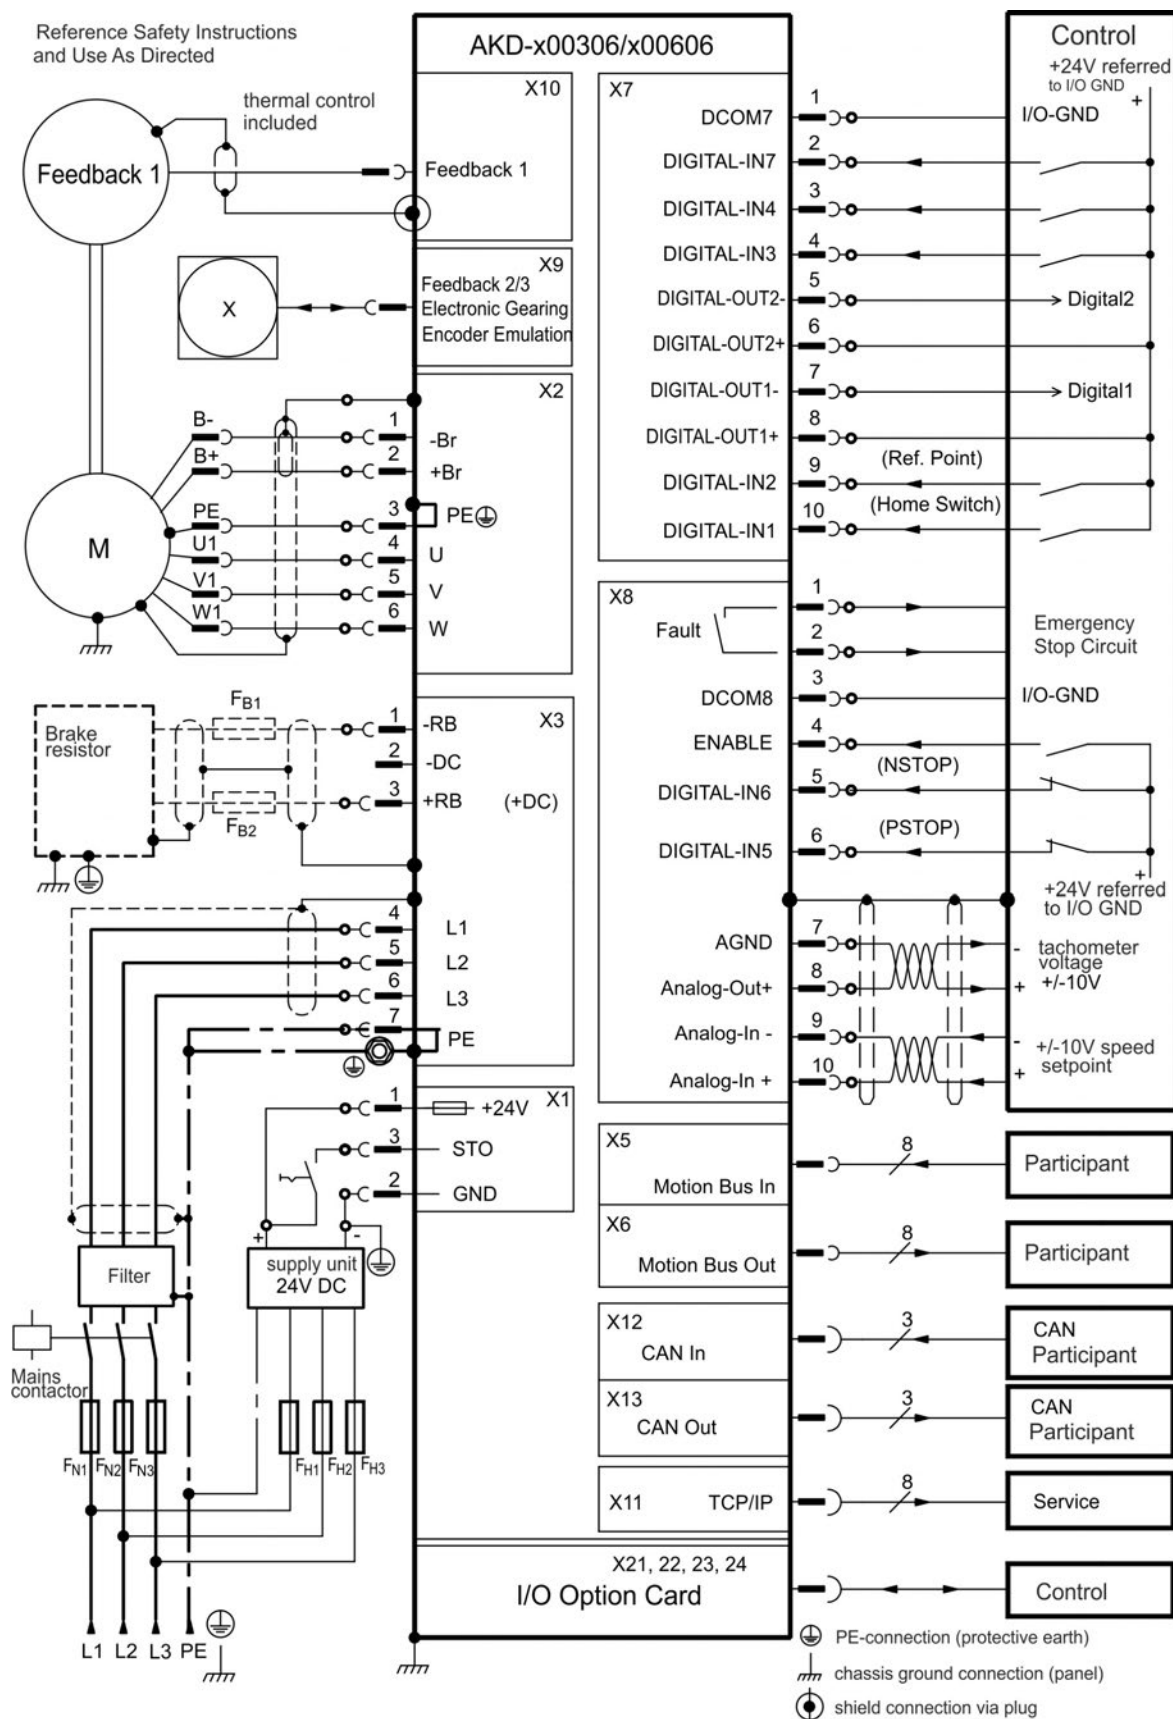 Reference Safety Instructions
and Use As Directed
AKD-x00306/x00606
Control
+24V referred
to I/O GND
+
X10
thermal control
included
Feedback 1
Feedback 1
X9
X
Feedback 2/3
Electronic Gearing
Encoder Emulation
X2
B-
1
-Br
B+
2
+Br
PE
3
PE
M
U1
4
U
V1
5
V
W1
6
W
X3
Brake
resistor
FB1
1
-RB
2
-DC
3
+RB
(+DC)
FB2
4
L1
5
L2
6
L3
7
PE
X1
1
+24V
3
STO
2
GND
+
-
supply unit
24V DC
Filter
Mains
contactor
FN1
FN2
FN3
FH1
FH2
FH3
L1
L2
L3
PE
X7
DCOM7
1
I/O-GND
DIGITAL-IN7
2
DIGITAL-IN4
3
DIGITAL-IN3
4
DIGITAL-OUT2-
5
Digital2
DIGITAL-OUT2+
6
DIGITAL-OUT1-
7
Digital1
DIGITAL-OUT1+
8
(Ref. Point)
DIGITAL-IN2
9
(Home Switch)
DIGITAL-IN1
10
X8
Fault
1
2
Emergency
Stop Circuit
DCOM8
3
I/O-GND
ENABLE
4
(NSTOP)
DIGITAL-IN6
5
(PSTOP)
DIGITAL-IN5
6
+
+24V referred
to I/O GND
AGND
7
-
tachometer
voltage
+/-10V
Analog-Out+
8
+
Analog-In -
9
-
+/-10V speed
setpoint
Analog-In +
10
+
X5
Motion Bus In
8
Participant
X6
Motion Bus Out
8
Participant
X12
CAN In
3
CAN
Participant
X13
CAN Out
3
CAN
Participant
X11
TCP/IP
8
Service
X21, 22, 23, 24
I/O Option Card
Control
PE-connection (protective earth)
chassis ground connection (panel)
shield connection via plug